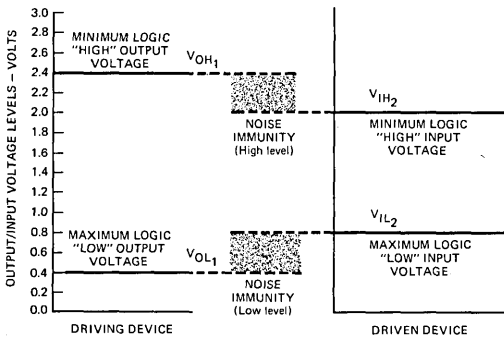 OUTPUT/INPUT VOLTAGE LEVELS – VOLTS
3.0
2.8
2.6
2.4
2.2
2.0
1.8
1.6
1.4
1.2
1.0
0.8
0.6
0.4
0.2
0.0
MINIMUM LOGIC
"HIGH" OUTPUT
VOLTAGE
VOH1
NOISE
IMMUNITY
(High level)
VIH2
MINIMUM LOGIC
"HIGH" INPUT
VOLTAGE
MAXIMUM LOGIC
"LOW" OUTPUT
VOLTAGE
VOL1
NOISE
IMMUNITY
(Low level)
VIL2
MAXIMUM LOGIC
"LOW" INPUT
VOLTAGE
DRIVING DEVICE
DRIVEN DEVICE